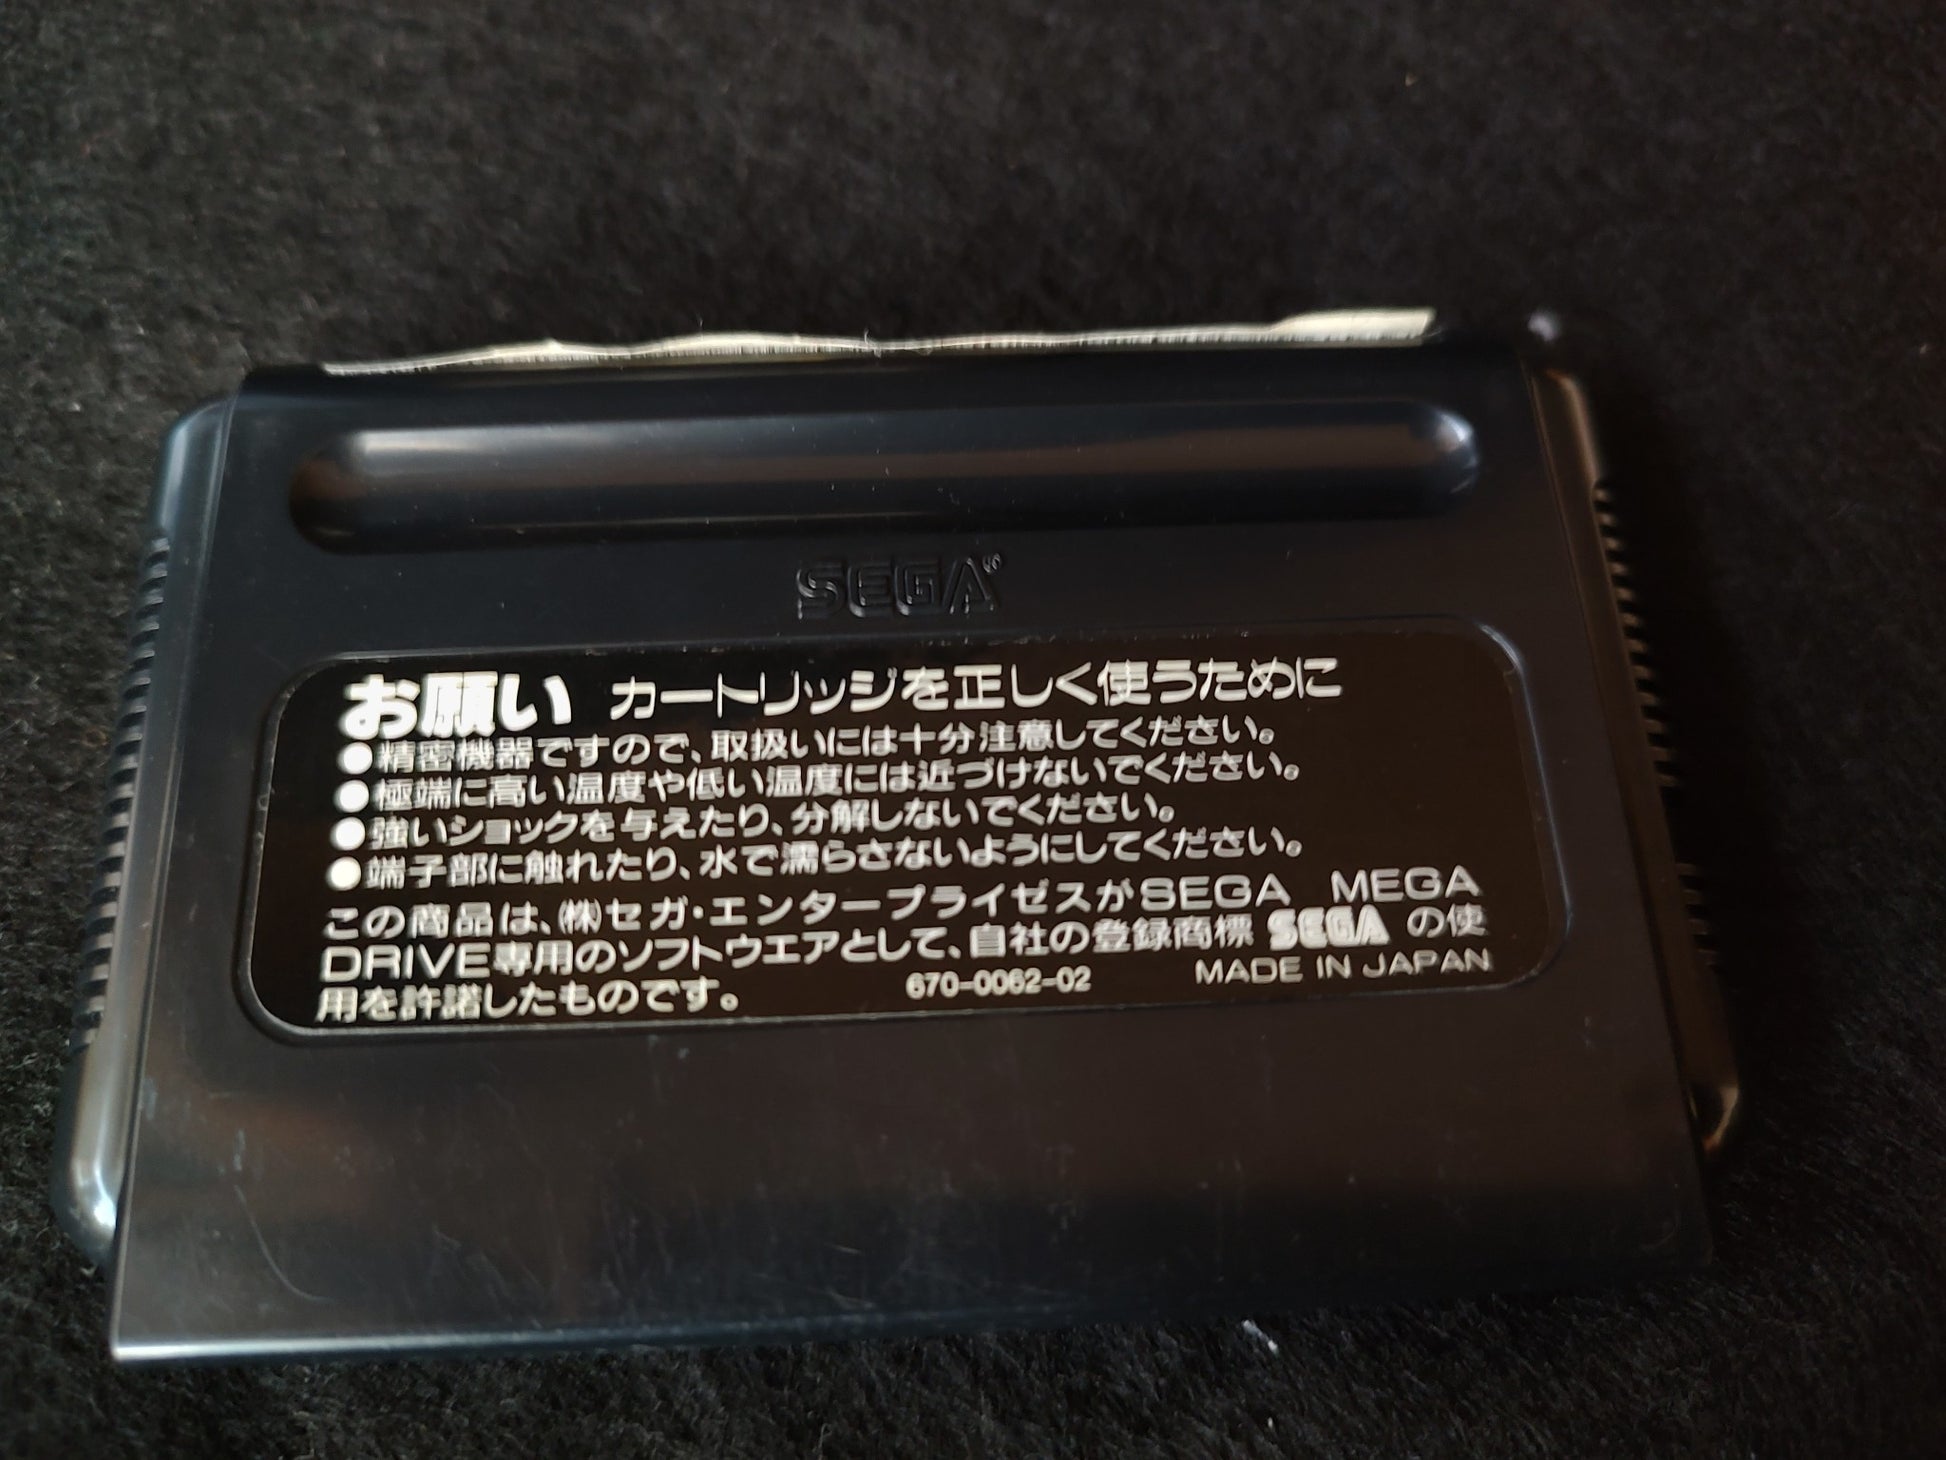 SEGA
お願い カートリッジを正しく使うために
●精密機器ですので、取扱いには十分注意してください。
●極端に高い温度や低い温度には近づけないでください。
●強いショックを与えたり、分解しないでください。
●端子部に触れたり、水で濡らさないようにしてください。
この商品は、㈱セガ・エンタープライゼスがSEGA MEGA
DRIVE専用のソフトウエアとして、自社の登録商標 SEGA の使
用を許諾したものです。 670-0062-02 MADE IN JAPAN